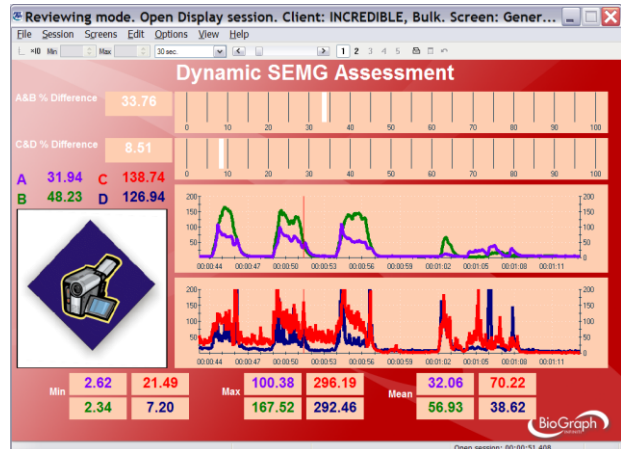 Reviewing mode. Open Display session. Client: INCREDIBLE, Bulk. Screen: Gener...
File Session Screens Edit Options View Help
Min Max 30 sec. 1 2 3 4 5
Dynamic SEMG Assessment
A&B % Difference 33.76
0 10 20 30 40 50 60 70 80 90 100
C&D % Difference 8.51
0 10 20 30 40 50 60 70 80 90 100
A 31.94 C 138.74
B 48.23 D 126.94
200 200
150 150
100 100
50 50
00:00:44 00:00:47 00:00:50 00:00:53 00:00:56 00:00:59 00:01:02 00:01:05 00:01:08 00:01:11
200 200
150 150
100 100
50 50
00:00:44 00:00:47 00:00:50 00:00:53 00:00:56 00:00:59 00:01:02 00:01:05 00:01:08 00:01:11
Min 2.62 21.49 Max 100.38 296.19 Mean 32.06 70.22
2.34 7.20 167.52 292.46 56.93 38.62
BioGraph
Open session: 00:00:51.408